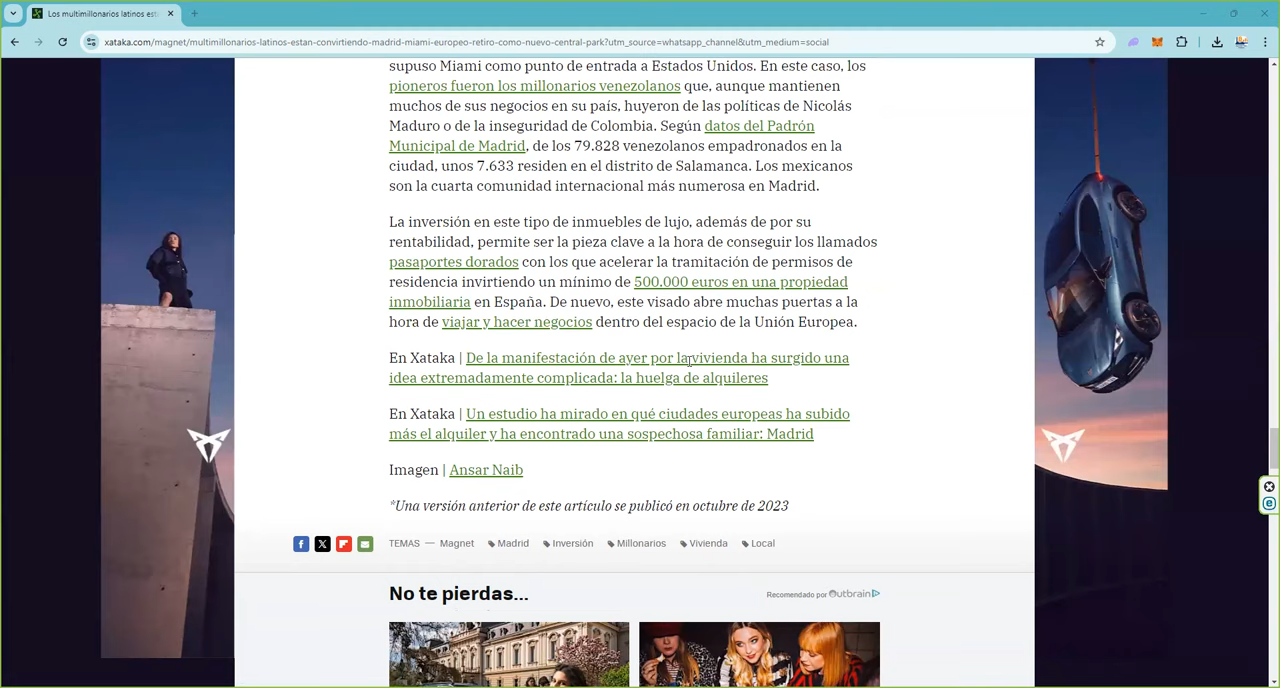 Los multimillonarios latinos est
xataka.com/magnet/multimillonarios-latinos-estan-convirtiendo-madrid-miami-europeo-retiro-como-nuevo-central-park?utm_source=whatsapp_channel&utm_medium=social
supuso Miami como punto de entrada a Estados Unidos. En este caso, los
pioneros fueron los millonarios venezolanos que, aunque mantienen
muchos de sus negocios en su país, huyeron de las políticas de Nicolás
Maduro o de la inseguridad de Colombia. Según datos del Padrón
Municipal de Madrid, de los 79.828 venezolanos empadronados en la
ciudad, unos 7.633 residen en el distrito de Salamanca. Los mexicanos
son la cuarta comunidad internacional más numerosa en Madrid.
La inversión en este tipo de inmuebles de lujo, además de por su
rentabilidad, permite ser la pieza clave a la hora de conseguir los llamados
pasaportes dorados con los que acelerar la tramitación de permisos de
residencia invirtiendo un mínimo de 500.000 euros en una propiedad
inmobiliaria en España. De nuevo, este visado abre muchas puertas a la
hora de viajar y hacer negocios dentro del espacio de la Unión Europea.
En Xataka | De la manifestación de ayer por la vivienda ha surgido una
idea extremadamente complicada: la huelga de alquileres
En Xataka | Un estudio ha mirado en qué ciudades europeas ha subido
más el alquiler y ha encontrado una sospechosa familiar: Madrid
Imagen | Ansar Naib
*Una versión anterior de este artículo se publicó en octubre de 2023
TEMAS — Magnet Madrid Inversión Millonarios Vivienda Local
No te pierdas...
Recomendado por Outbrain